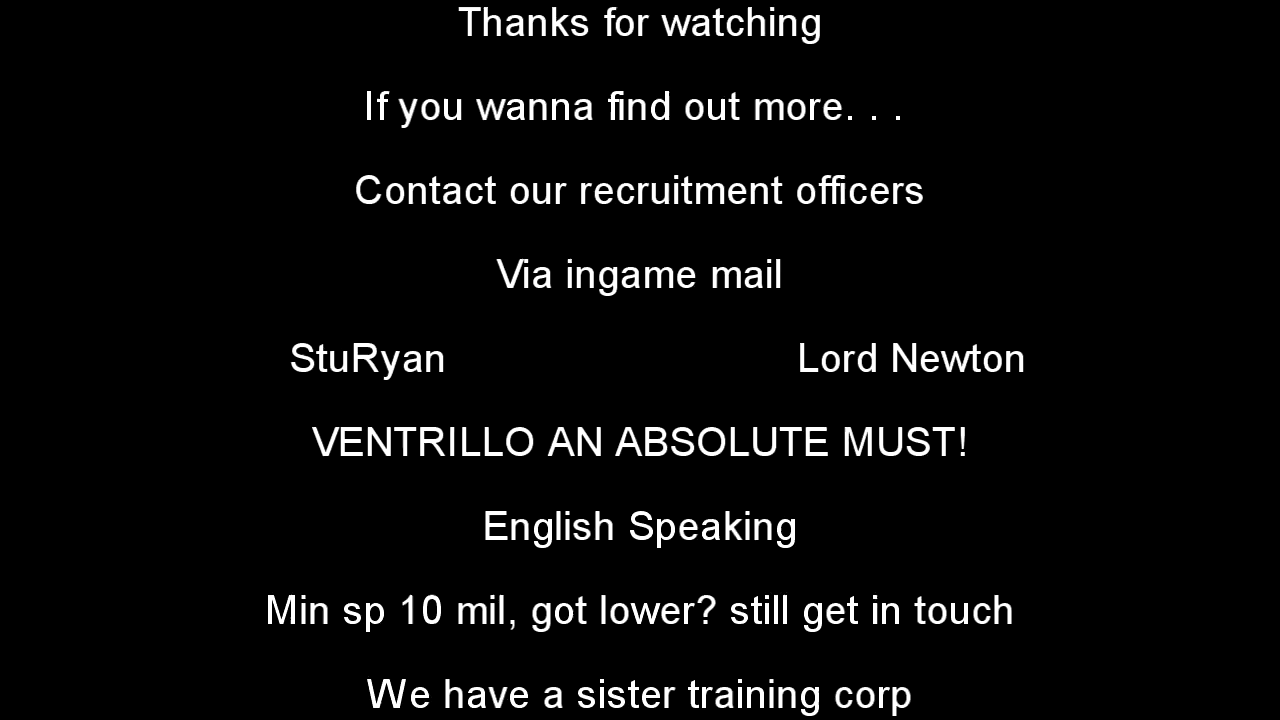 Thanks for watching
If you wanna find out more. . .
Contact our recruitment officers
Via ingame mail
StuRyan Lord Newton
VENTRILLO AN ABSOLUTE MUST!
English Speaking
Min sp 10 mil, got lower? still get in touch
We have a sister training corp